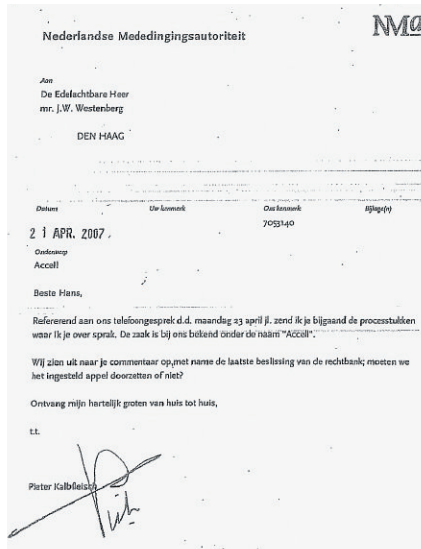 Nederlandse Mededingingsautoriteit
NMa
Aan
De Edelachtbare Heer
mr. J.W. Westenberg
DEN HAAG
Datum Uw kenmerk Ons kenmerk Bijlage(n)
21 APR. 2007. 7053140
Onderwerp
Accell
Beste Hans,
Refererend aan ons telefoongesprek d.d. maandag 23 april jl. zend ik je bijgaand de processtukken
waar ik je over sprak. De zaak is bij ons bekend onder de naam "Accell".
Wij zien uit naar je commentaar op,met name de laatste beslissing van de rechtbank; moeten we
het ingesteld appel doorzetten of niet?
Ontvang mijn hartelijk groten van huis tot huis,
t.t.
Pieter Kalbfleisch